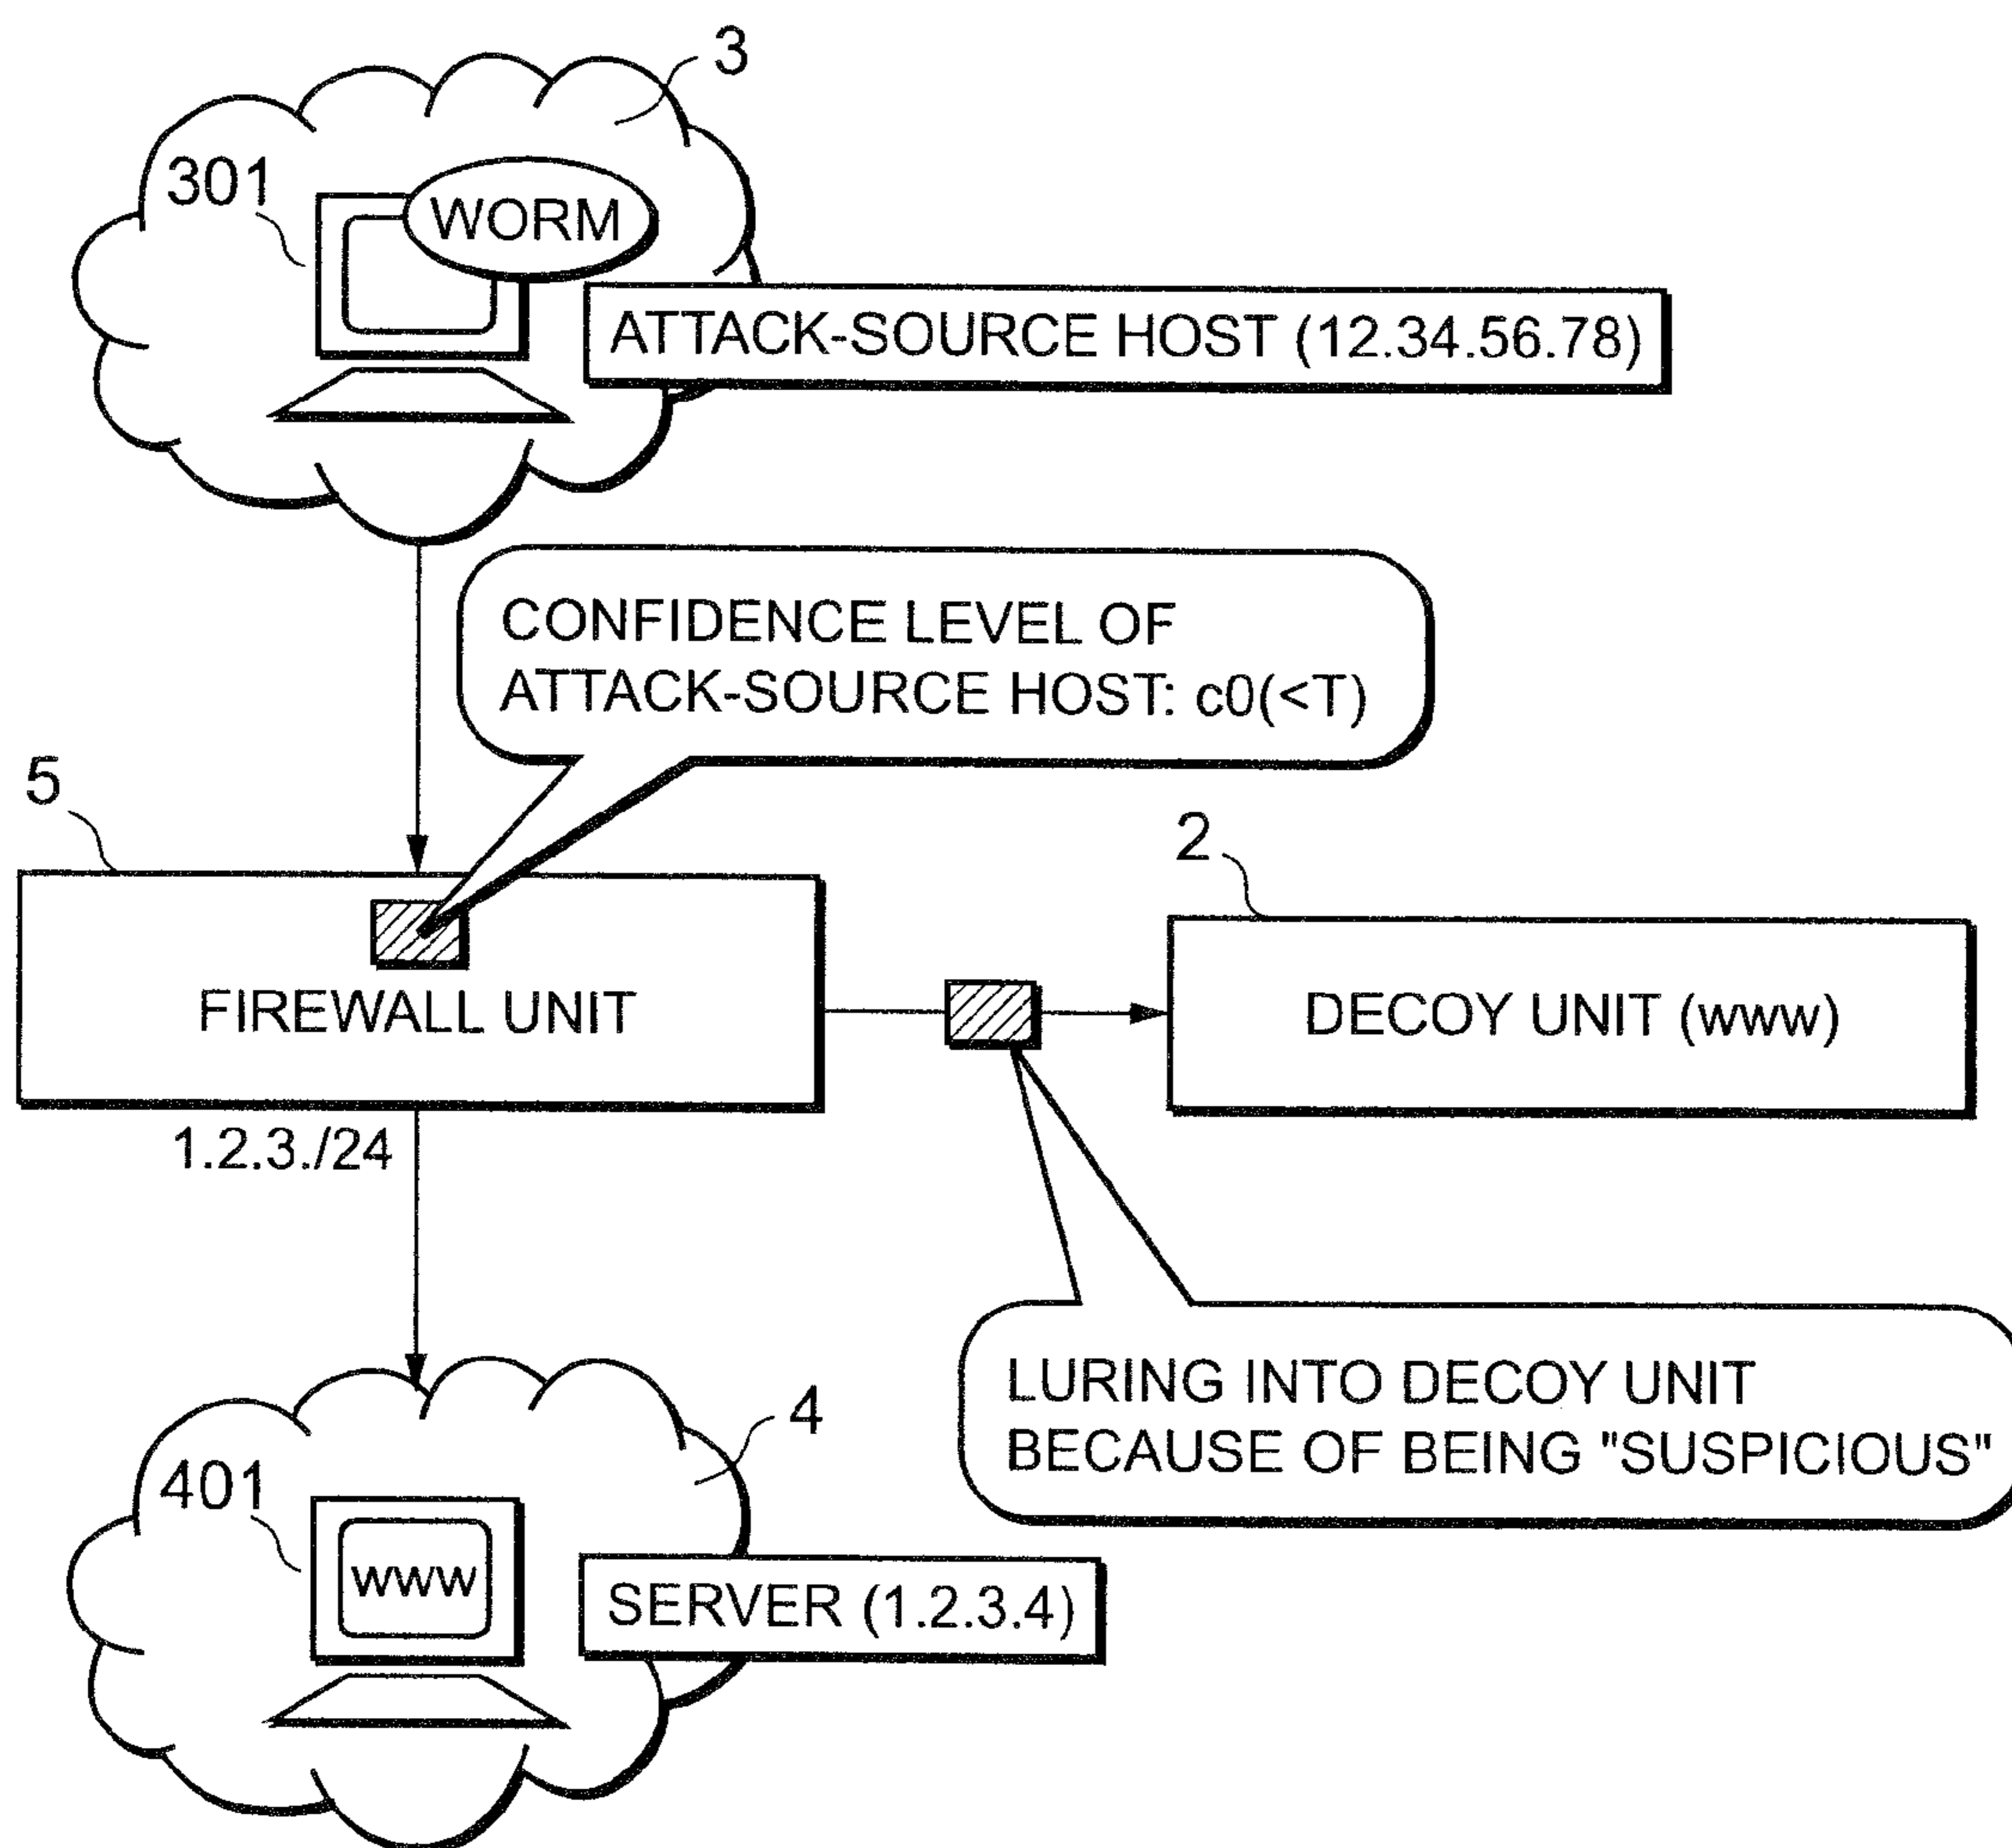 3
301
WORM
ATTACK-SOURCE HOST (12.34.56.78)
CONFIDENCE LEVEL OF
ATTACK-SOURCE HOST: c0(<T)
5
2
FIREWALL UNIT
DECOY UNIT (www)
1.2.3./24
LURING INTO DECOY UNIT
BECAUSE OF BEING "SUSPICIOUS"
4
401
www
SERVER (1.2.3.4)